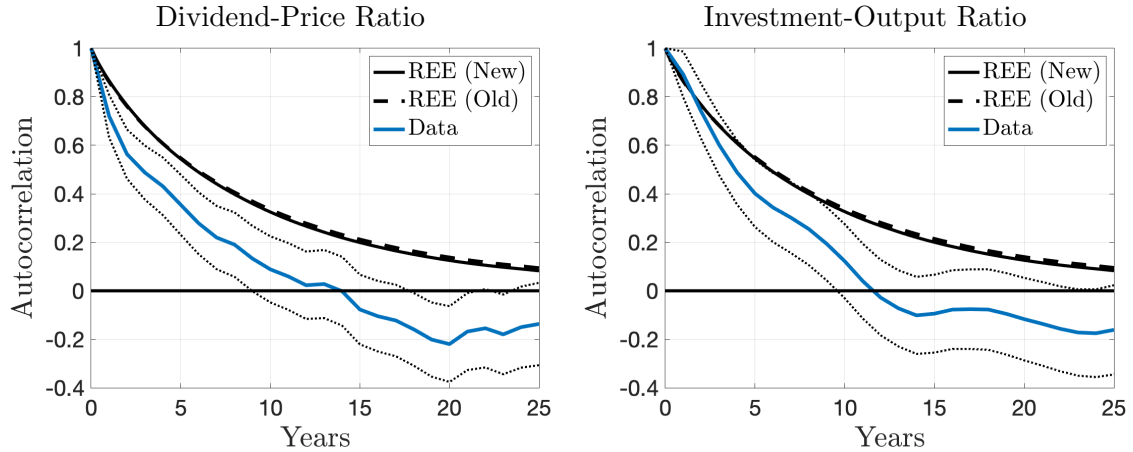 Dividend-Price Ratio
Autocorrelation
1
0.8
0.6
0.4
0.2
0
-0.2
-0.4
REE (New)
REE (Old)
Data
0 5 10 15 20 25
Years
Investment-Output Ratio
Autocorrelation
1
0.8
0.6
0.4
0.2
0
-0.2
-0.4
REE (New)
REE (Old)
Data
0 5 10 15 20 25
Years